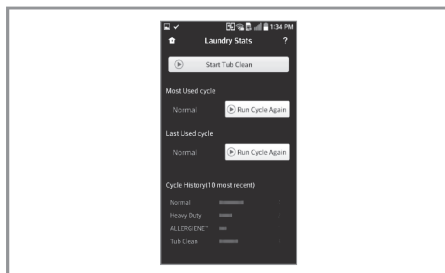 1:34 PM
Laundry Stats ?
Start Tub Clean
Most Used cycle
Normal Run Cycle Again
Last Used cycle
Normal Run Cycle Again
Cycle History(10 most recent)
Normal
Heavy Duty
ALLERGIENE™
Tub Clean